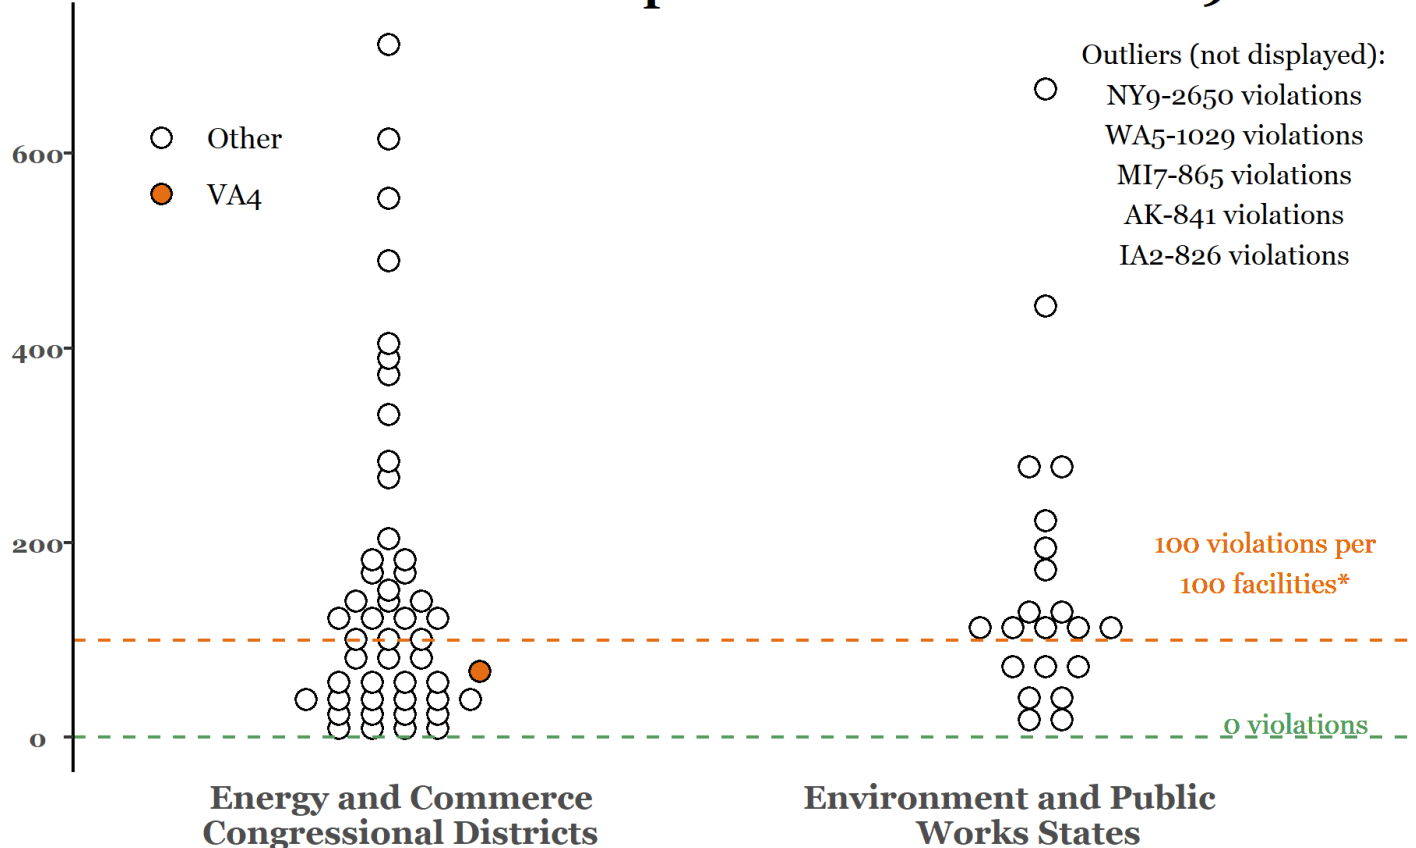 Outliers (not displayed):
NY9-2650 violations
WA5-1029 violations
MI7-865 violations
AK-841 violations
IA2-826 violations
Other
VA4
600
400
200
0
100 violations per
100 facilities*
0 violations
Energy and Commerce
Congressional Districts
Environment and Public
Works States